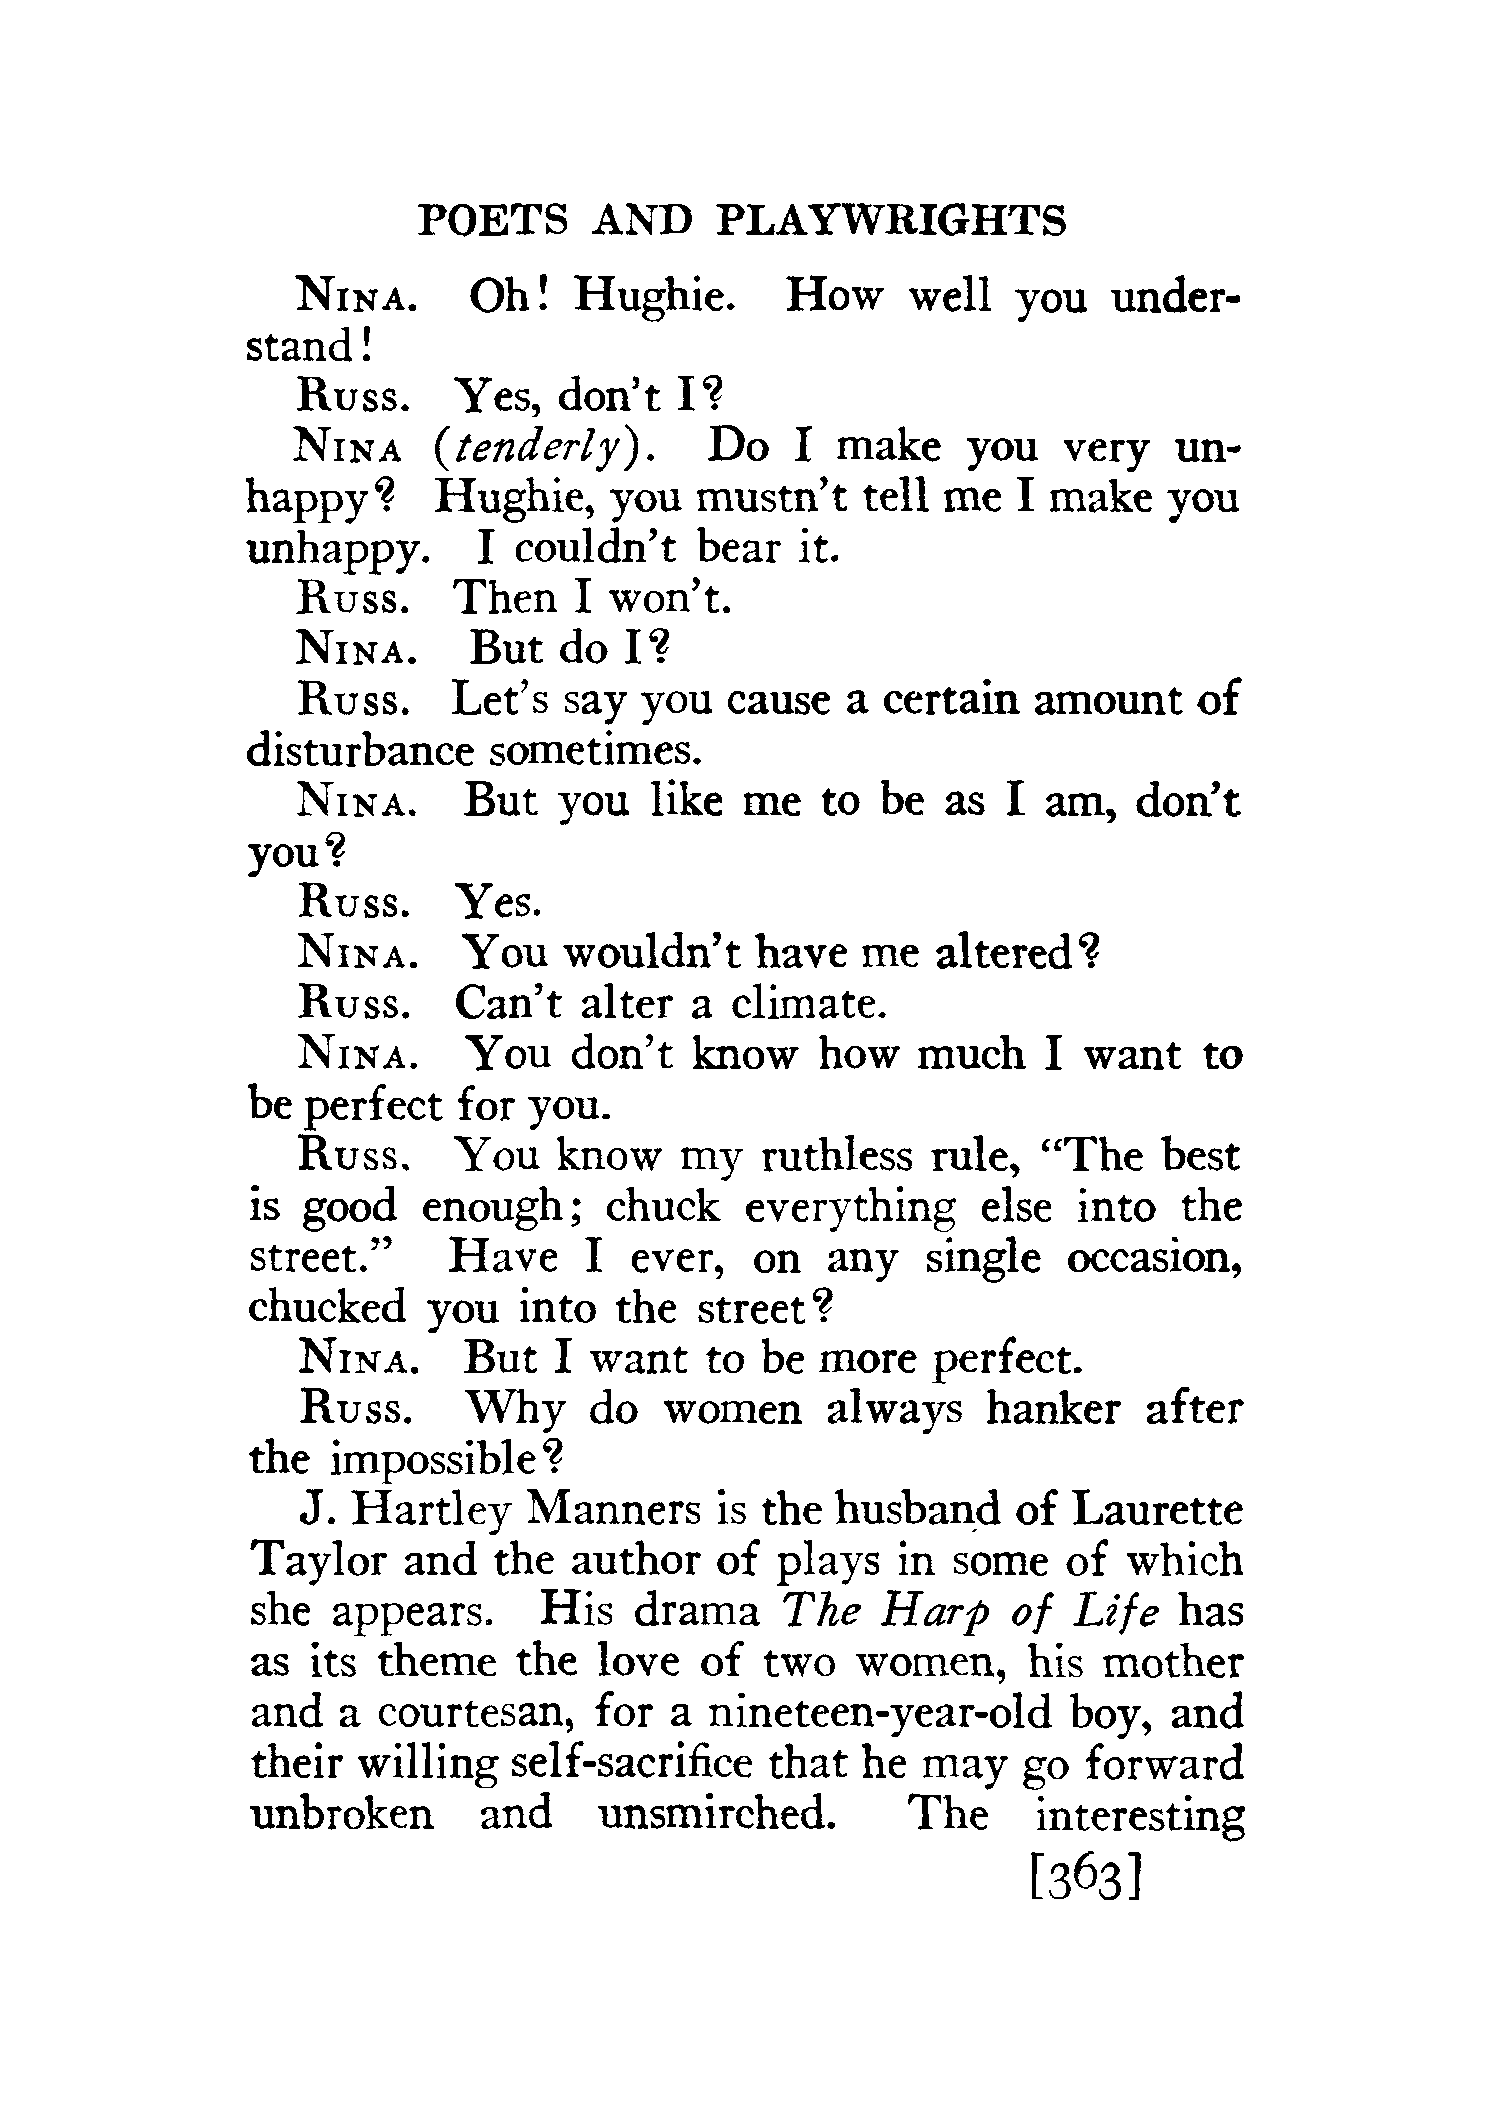 POETS AND PLAYWRIGHTS
NINA. Oh! Hughie. How well you under-
stand!
RUSS. Yes, don't I?
NINA (tenderly). Do I make you very un-
happy? Hughie, you mustn't tell me I make you
unhappy. I couldn't bear it.
RUSS. Then I won't.
NINA. But do I?
RUSS. Let's say you cause a certain amount of
disturbance sometimes.
NINA. But you like me to be as I am, don't
you?
RUSS. Yes.
NINA. You wouldn't have me altered?
RUSS. Can't alter a climate.
NINA. You don't know how much I want to
be perfect for you.
RUSS. You know my ruthless rule, “The best
is good enough; chuck everything else into the
street.” Have I ever, on any single occasion,
chucked you into the street?
NINA. But I want to be more perfect.
RUSS. Why do women always hanker after
the impossible?
J. Hartley Manners is the husband of Laurette
Taylor and the author of plays in some of which
she appears. His drama The Harp of Life has
as its theme the love of two women, his mother
and a courtesan, for a nineteen-year-old boy, and
their willing self-sacrifice that he may go forward
unbroken and unsmirched. The interesting
[363]